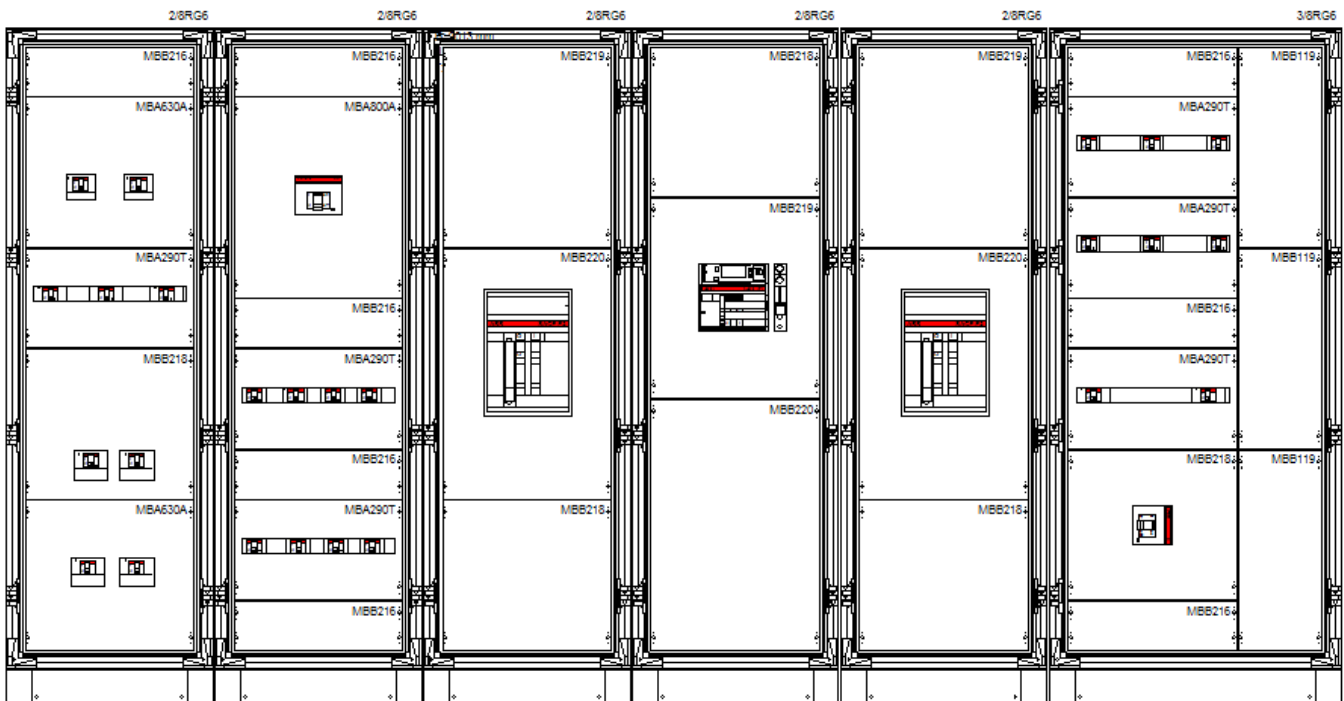 2/8RG6 2/8RG6 2/8RG6 2/8RG6 2/8RG6 3/8RG6
MBB216 MBB216 MBB219 MBB218 MBB219 MBB216 MBB119
MBA630A MBA800A MBA290T
MBB219 MBA290T
MBA290T MBB220 MBB220 MBB119
MBB216 MBB216
MBB218 MBA290T MBA290T
MBB220
MBB216 MBB218 MBB119
MBA630A MBA290T MBB218 MBB218
MBB216 MBB216